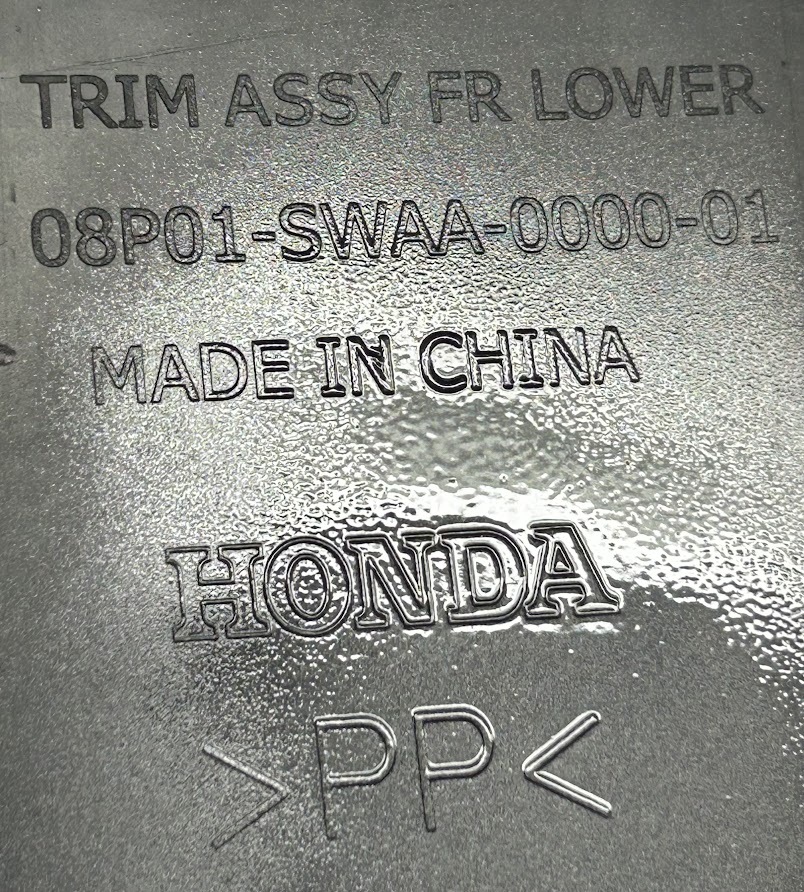 TRIM ASSY FR LOWER
08P01-SWAA-0000-01
MADE IN CHINA
HONDA
>PP<